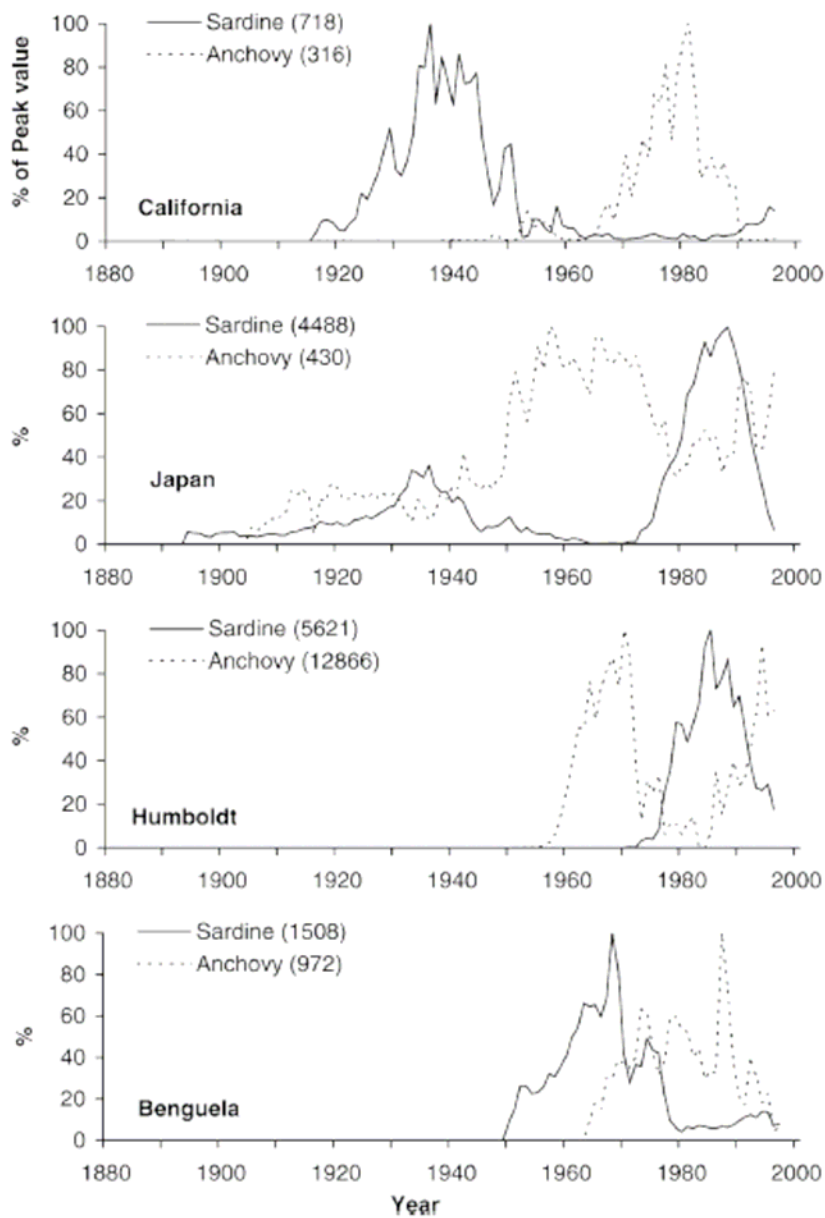 % of Peak value
100
80
60
40
20
0
Sardine (718)
Anchovy (316)
California
1880 1900 1920 1940 1960 1980 2000
%
100
80
60
40
20
0
Sardine (4488)
Anchovy (430)
Japan
1880 1900 1920 1940 1960 1980 2000
%
100
80
60
40
20
0
Sardine (5621)
Anchovy (12866)
Humboldt
1880 1900 1920 1940 1960 1980 2000
%
100
80
60
40
20
0
Sardine (1508)
Anchovy (972)
Benguela
1880 1900 1920 1940 1960 1980 2000
Year